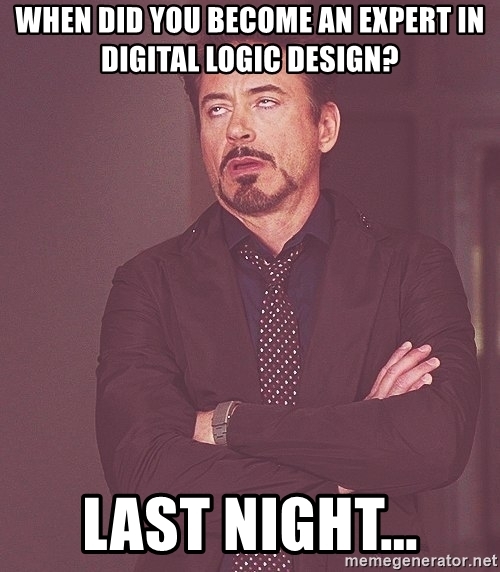 WHEN DID YOU BECOME AN EXPERT IN
DIGITAL LOGIC DESIGN?
LAST NIGHT...
memegenerator.net